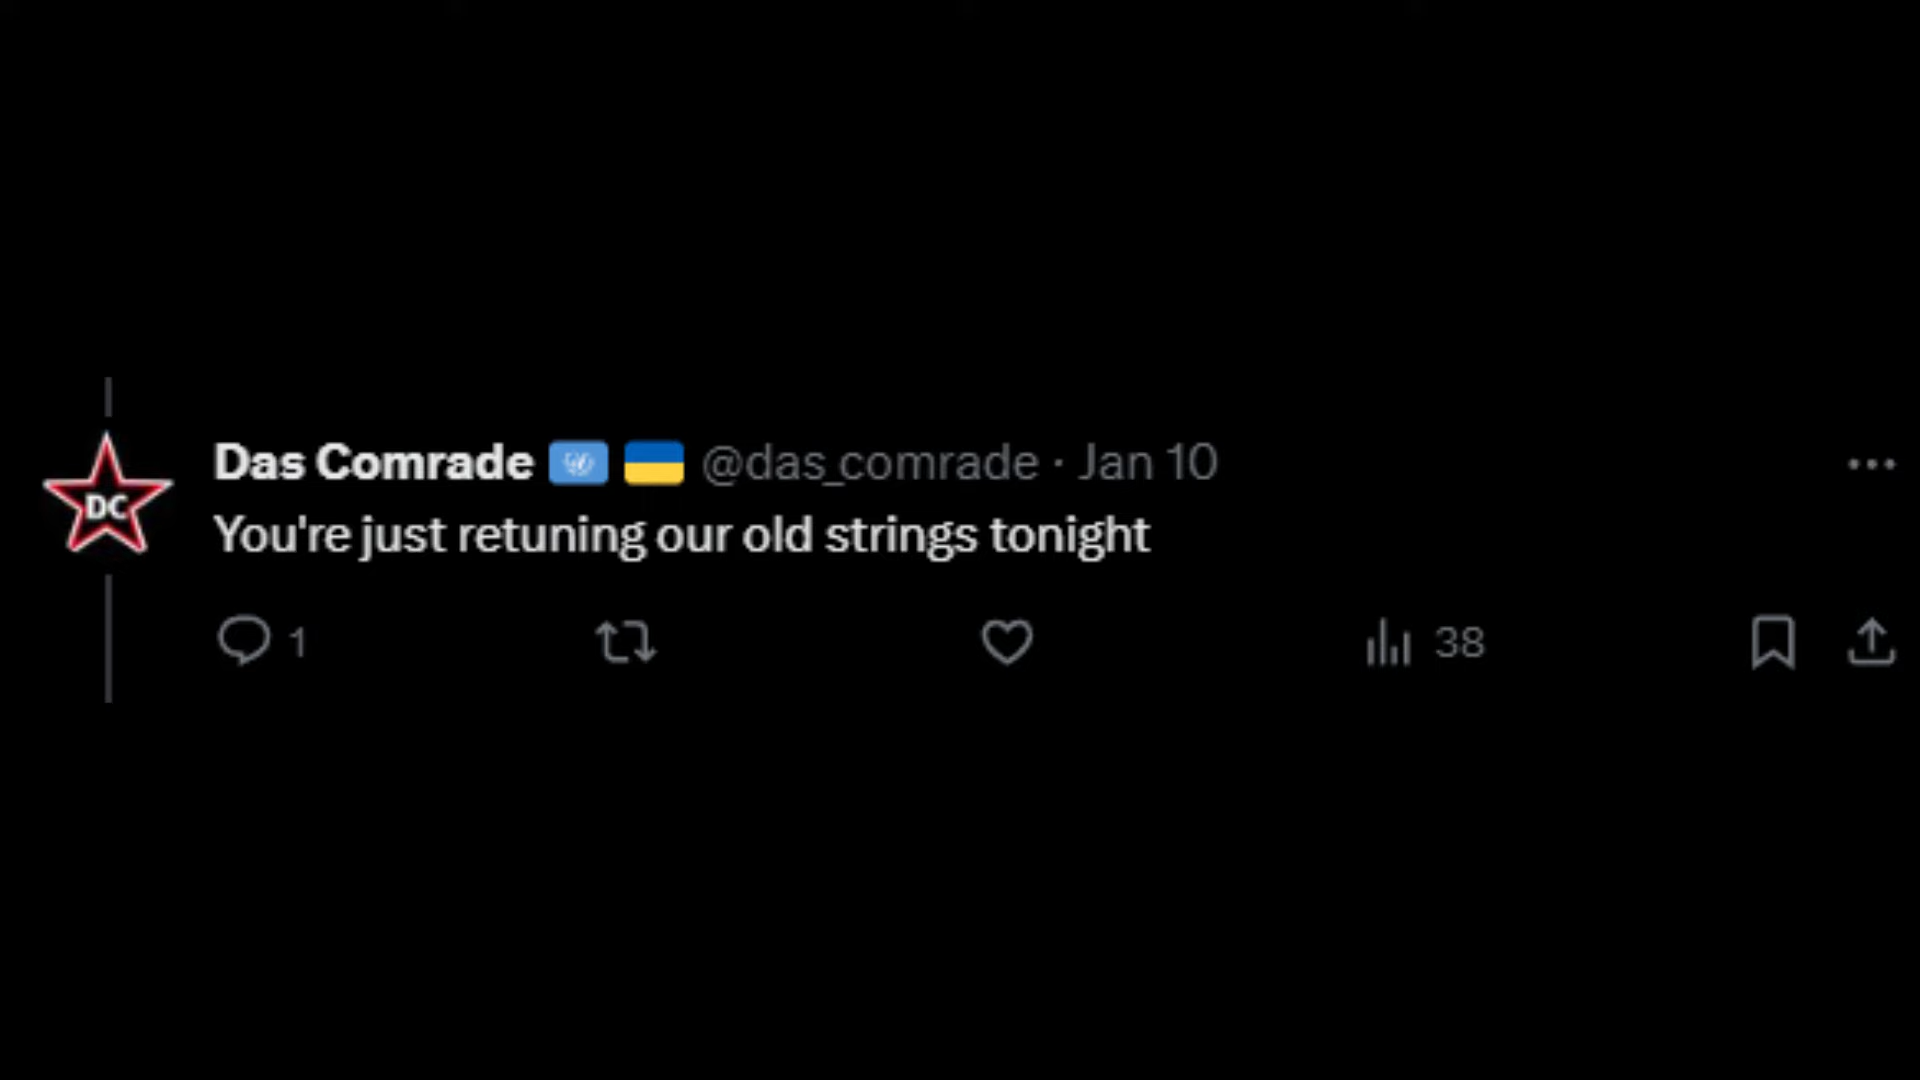 DC
Das Comrade 🇺🇳 🇺🇦 @das_comrade · Jan 10
You're just retuning our old strings tonight
1 38